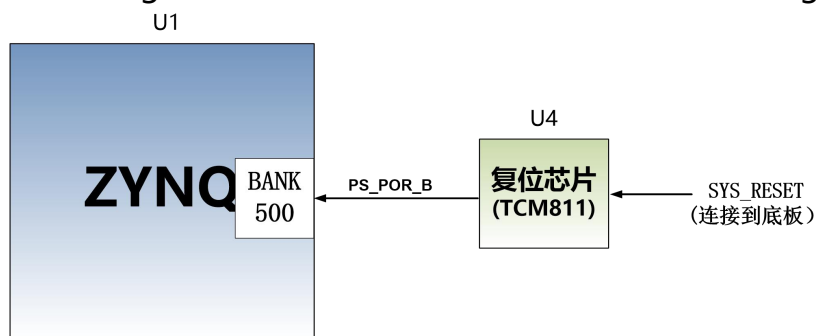 U1
U4
ZYNQ
BANK
500
PS_POR_B
复位芯片
(TCM811)
SYS_RESET
(连接到底板)